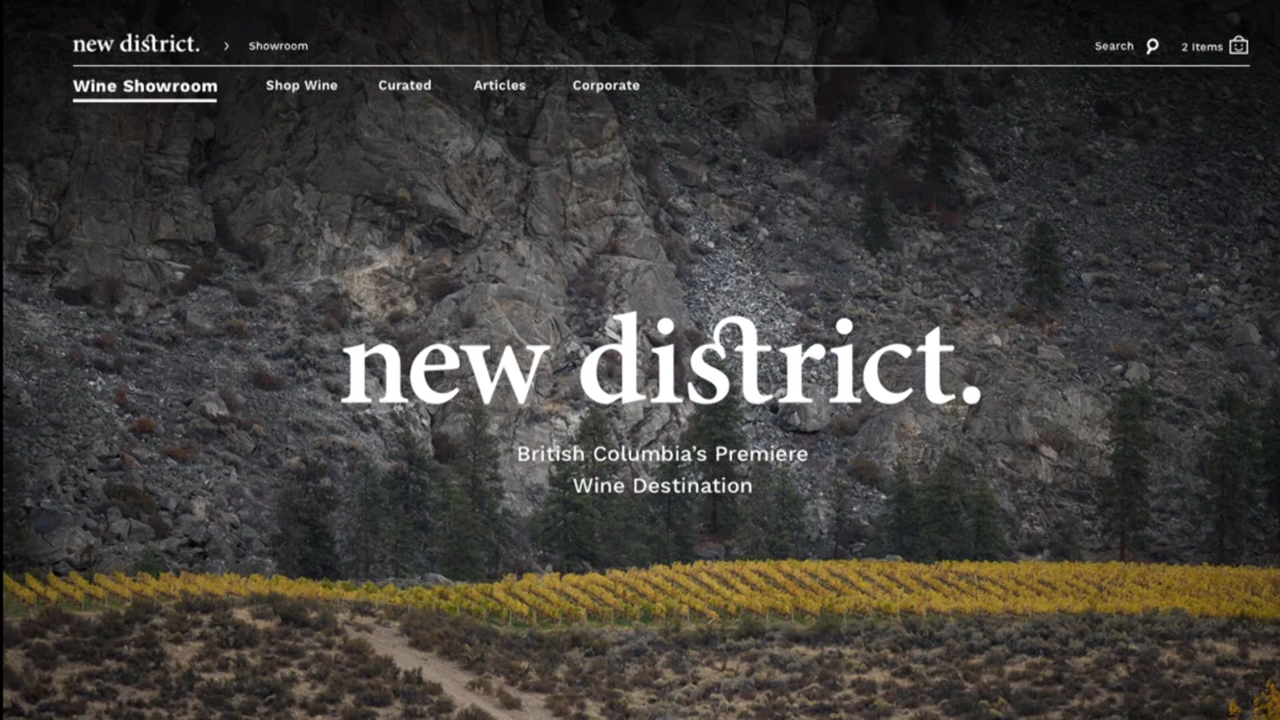 new district. › Showroom Search 2 Items
Wine Showroom Shop Wine Curated Articles Corporate
new district.
British Columbia’s Premiere
Wine Destination